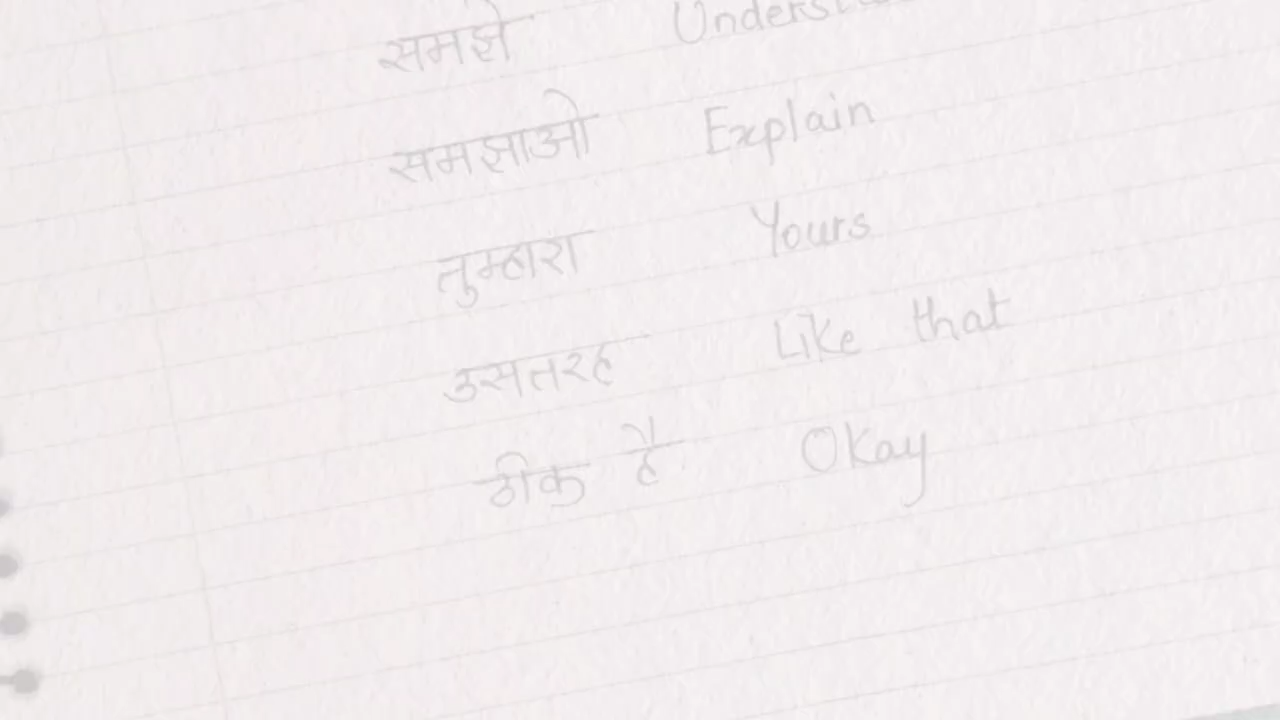 समझे
समझाओ Explain
तुम्हारा Yours
उसतरह Like that
ठीक है Okay